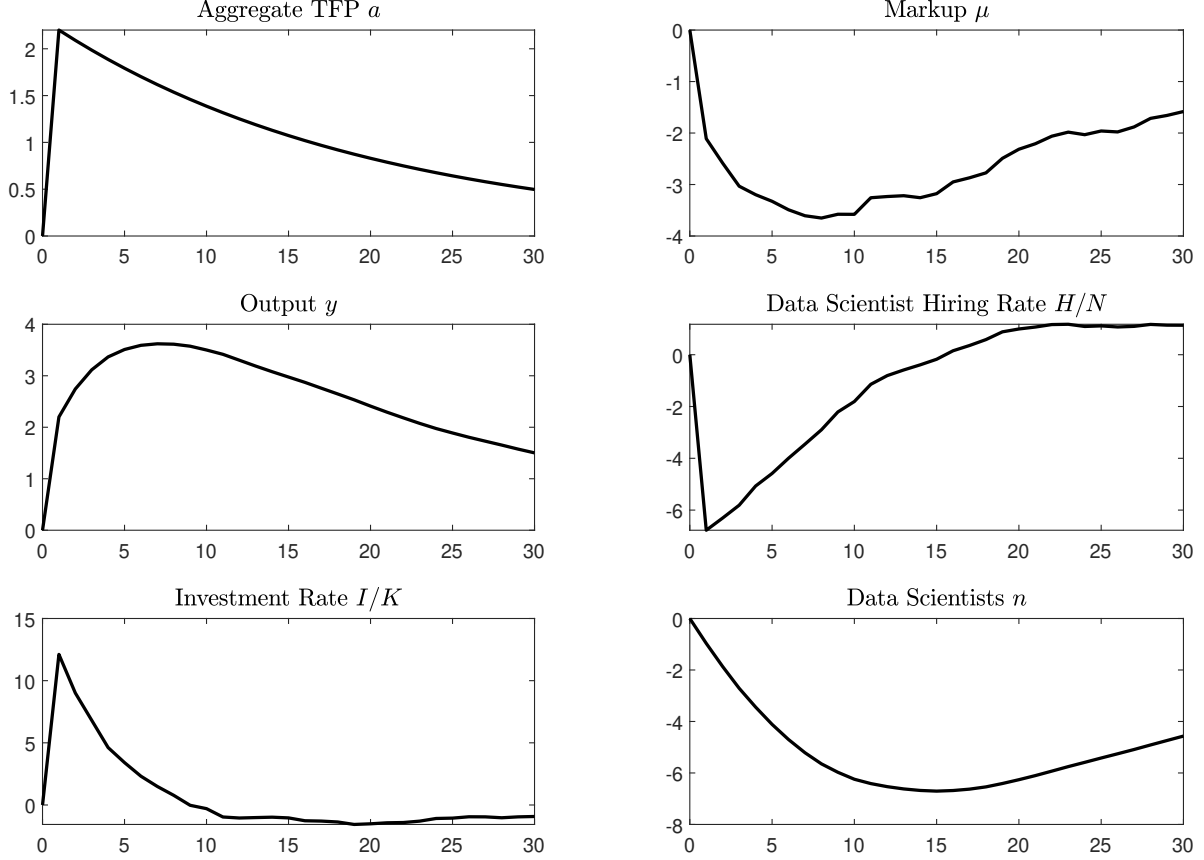 Aggregate TFP a
2
1.5
1
0.5
0
0 5 10 15 20 25 30
Markup μ
0
-1
-2
-3
-4
0 5 10 15 20 25 30
Output y
4
3
2
1
0
0 5 10 15 20 25 30
Data Scientist Hiring Rate H/N
0
-2
-4
-6
0 5 10 15 20 25 30
Investment Rate I/K
15
10
5
0
0 5 10 15 20 25 30
Data Scientists n
0
-2
-4
-6
-8
0 5 10 15 20 25 30